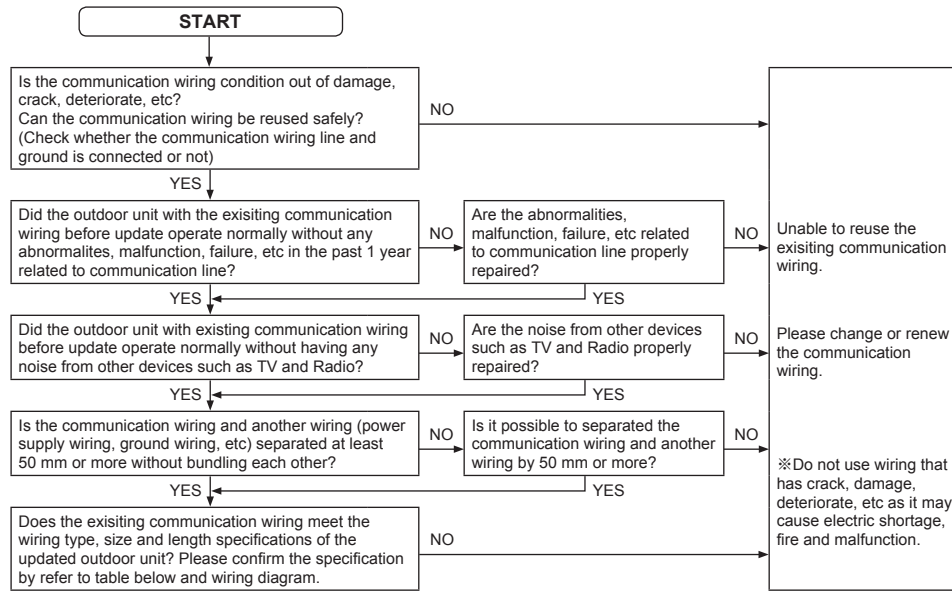 START
Is the communication wiring condition out of damage,
crack, deteriorate, etc?
Can the communication wiring be reused safely?
(Check whether the communication wiring line and
ground is connected or not)
NO
YES
Did the outdoor unit with the exisiting communication
wiring before update operate normally without any
abnormalites, malfunction, failure, etc in the past 1 year
related to communication line?
NO
Are the abnormalities,
malfunction, failure, etc related
to communication line properly
repaired?
NO
YES
YES
Did the outdoor unit with existing communication wiring
before update operate normally without having any
noise from other devices such as TV and Radio?
NO
Are the noise from other devices
such as TV and Radio properly
repaired?
NO
YES
YES
Is the communication wiring and another wiring (power
supply wiring, ground wiring, etc) separated at least
50 mm or more without bundling each other?
NO
Is it possible to separated the
communication wiring and another
wiring by 50 mm or more?
NO
YES
YES
Does the exisiting communication wiring meet the
wiring type, size and length specifications of the
updated outdoor unit? Please confirm the specification
by refer to table below and wiring diagram.
NO
Unable to reuse the
exisiting communication
wiring.
Please change or renew
the communication
wiring.
※Do not use wiring that
has crack, damage,
deteriorate, etc as it may
cause electric shortage,
fire and malfunction.